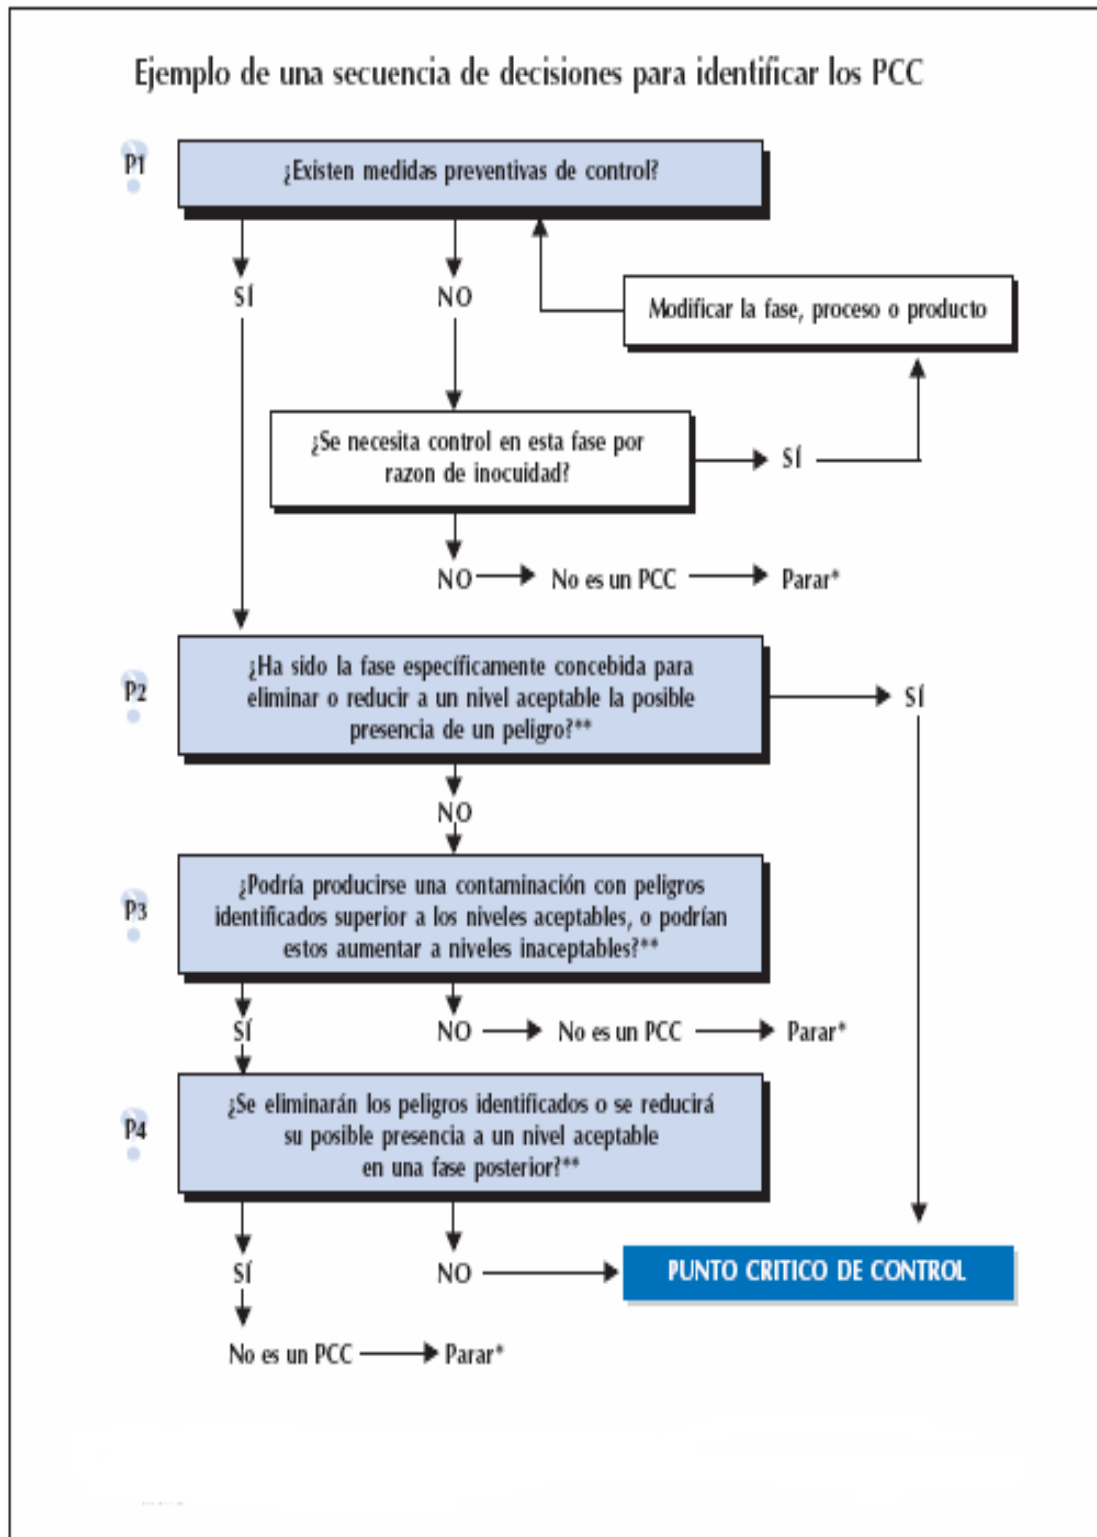 Ejemplo de una secuencia de decisiones para identificar los PCC
P1
¿Existen medidas preventivas de control?
SÍ
NO
Modificar la fase, proceso o producto
¿Se necesita control en esta fase por
razon de inocuidad?
SÍ
NO
No es un PCC
Parar*
P2
¿Ha sido la fase específicamente concebida para
eliminar o reducir a un nivel aceptable la posible
presencia de un peligro?**
SÍ
NO
P3
¿Podría producirse una contaminación con peligros
identificados superior a los niveles aceptables, o podrían
estos aumentar a niveles inaceptables?**
SÍ
NO
No es un PCC
Parar*
P4
¿Se eliminarán los peligros identificados o se reducirá
su posible presencia a un nivel aceptable
en una fase posterior?**
SÍ
NO
PUNTO CRITICO DE CONTROL
No es un PCC
Parar*